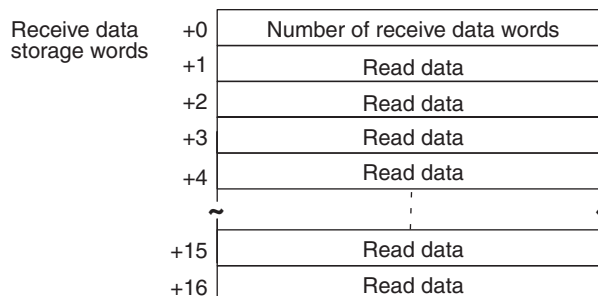 Receive data
storage words
+0 Number of receive data words
+1 Read data
+2 Read data
+3 Read data
+4 Read data
+15 Read data
+16 Read data